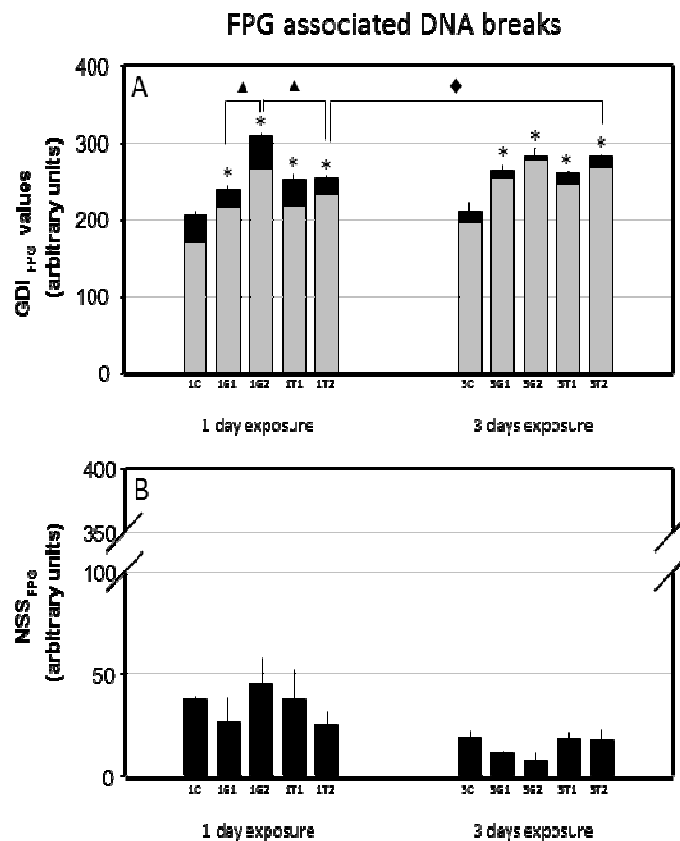 FPG associated DNA breaks
A
400
300
200
100
0
GDI FPG values
(arbitrary units)
▲ ▲ ◆
* * * * * * * *
1C 1G1 1G2 1T1 1T2 3C 3G1 3G2 3T1 3T2
1 day exposure 3 days exposure
B
400
350
100
50
0
NSS FPG
(arbitrary units)
1C 1G1 1G2 1T1 1T2 3C 3G1 3G2 3T1 3T2
1 day exposure 3 days exposure